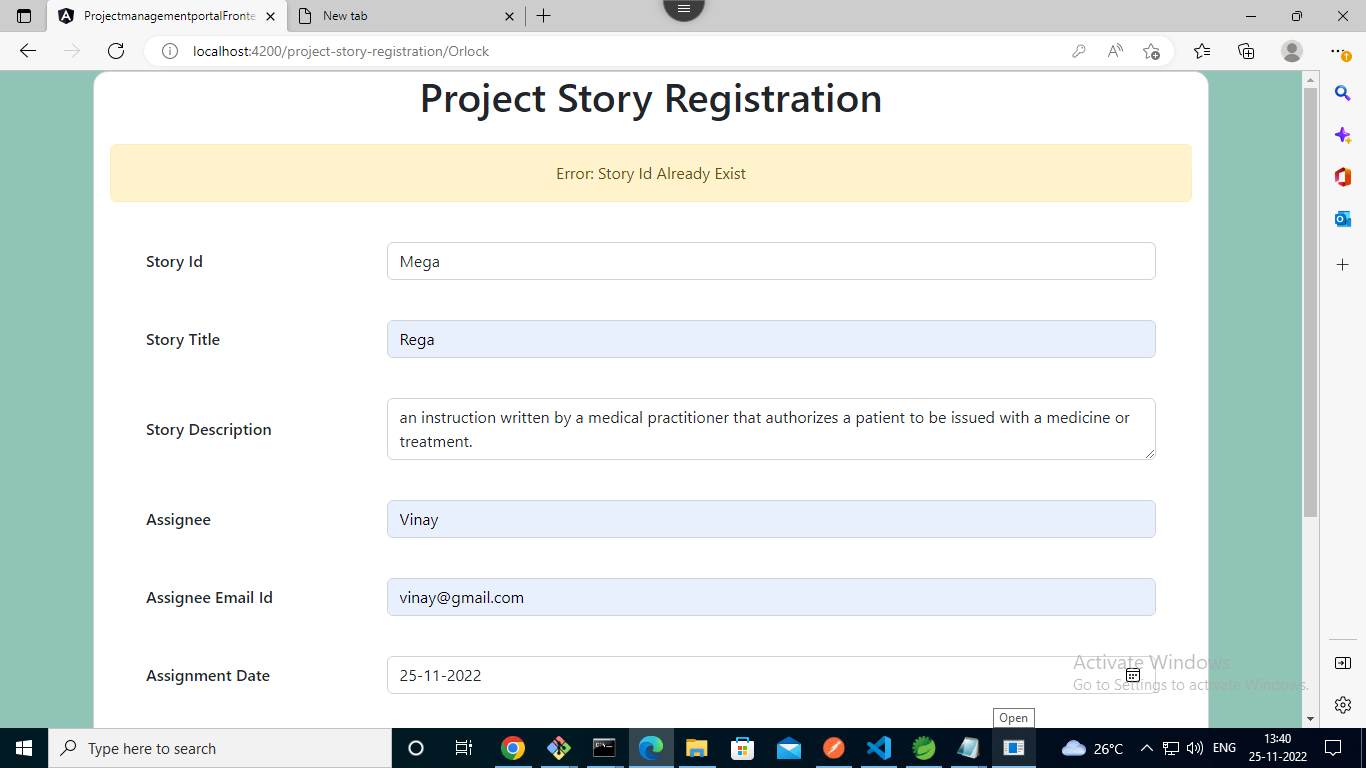 ProjectmanagementportalFronte
New tab
localhost:4200/project-story-registration/Orlock
Project Story Registration
Error: Story Id Already Exist
Story Id
Mega
Story Title
Rega
Story Description
an instruction written by a medical practitioner that authorizes a patient to be issued with a medicine or
treatment.
Assignee
Vinay
Assignee Email Id
vinay@gmail.com
Assignment Date
25-11-2022
Activate Windows
Go to Settings to activate Windows.
Open
Type here to search
26°C
ENG
13:40
25-11-2022